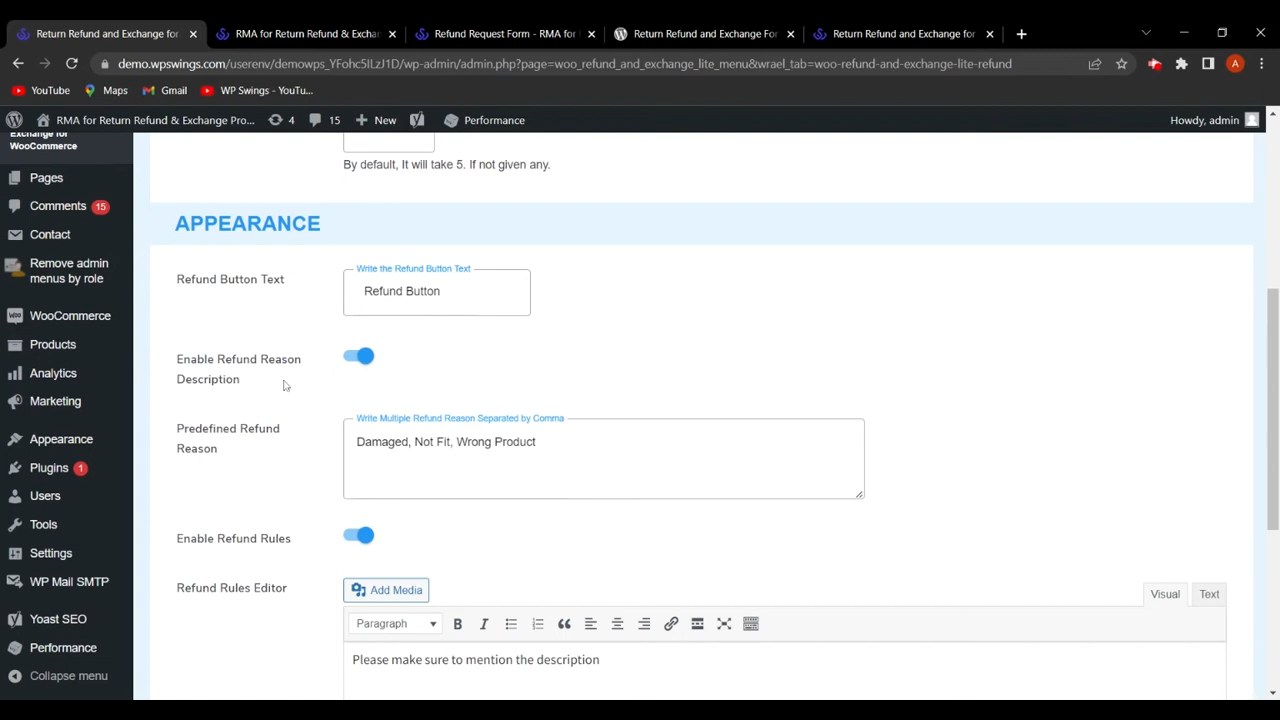 Return Refund and Exchange for
RMA for Return Refund & Exchan
Refund Request Form - RMA for
Return Refund and Exchange For
Return Refund and Exchange for
demo.wpswings.com/userenv/demowps_YFohc5ILzJ1D/wp-admin/admin.php?page=woo_refund_and_exchange_lite_menu&wrael_tab=woo-refund-and-exchange-lite-refund
A
YouTube
Maps
Gmail
WP Swings - YouTu...
RMA for Return Refund & Exchange Pro...
4
15
New
Performance
Howdy, admin
Exchange for
WooCommerce
Pages
Comments 15
Contact
Remove admin
menus by role
WooCommerce
Products
Analytics
Marketing
Appearance
Plugins 1
Users
Tools
Settings
WP Mail SMTP
Yoast SEO
Performance
Collapse menu
By default, It will take 5. If not given any.
APPEARANCE
Refund Button Text
Write the Refund Button Text
Refund Button
Enable Refund Reason
Description
Predefined Refund
Reason
Write Multiple Refund Reason Separated by Comma
Damaged, Not Fit, Wrong Product
Enable Refund Rules
Refund Rules Editor
Add Media
Visual
Text
Paragraph
B
I
Please make sure to mention the description